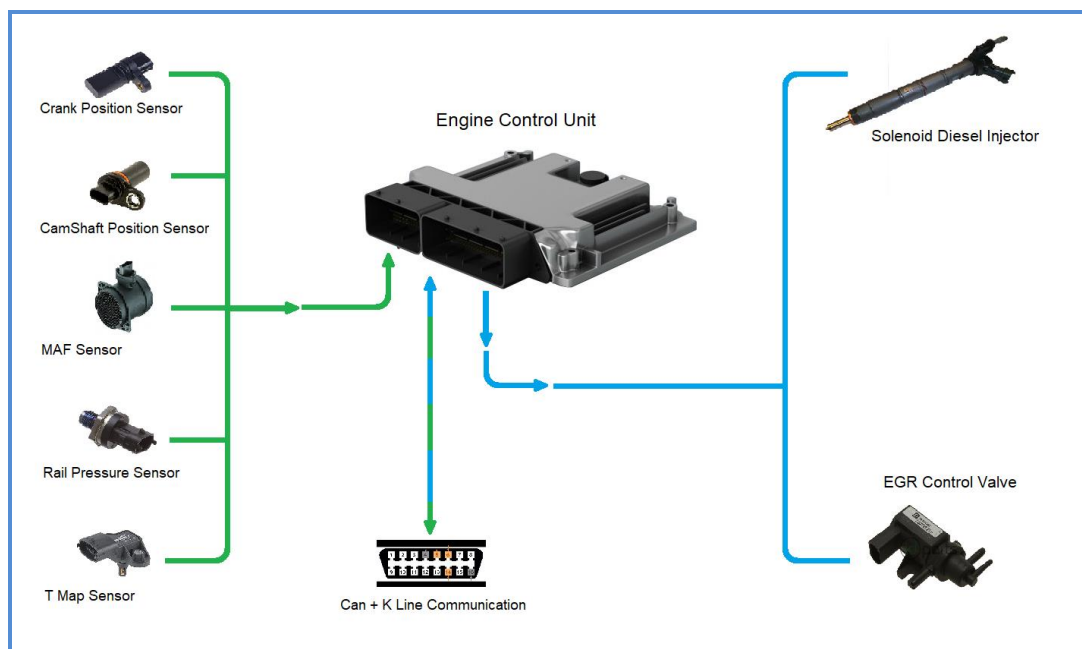 Crank Position Sensor
Engine Control Unit
Solenoid Diesel Injector
CamShaft Position Sensor
MAF Sensor
Rail Pressure Sensor
EGR Control Valve
T Map Sensor
Can + K Line Communication